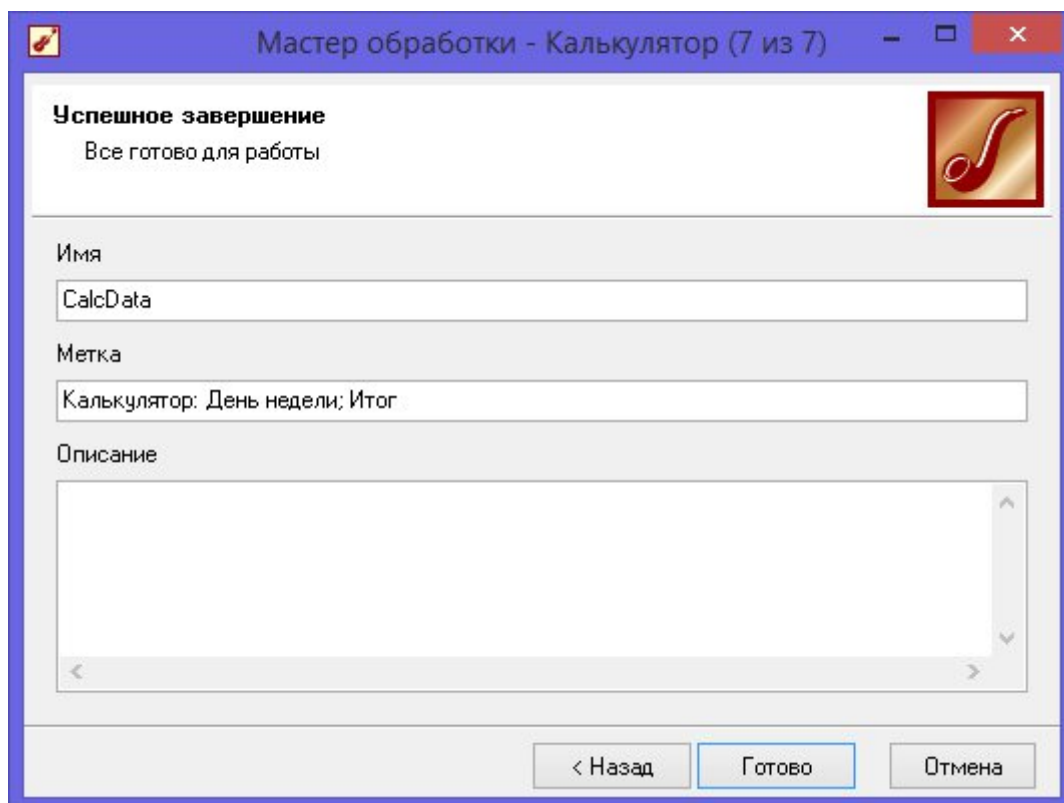 Мастер обработки - Калькулятор (7 из 7)
Успешное завершение
Все готово для работы
Имя
CalcData
Метка
Калькулятор: День недели; Итог
Описание
< Назад
Готово
Отмена